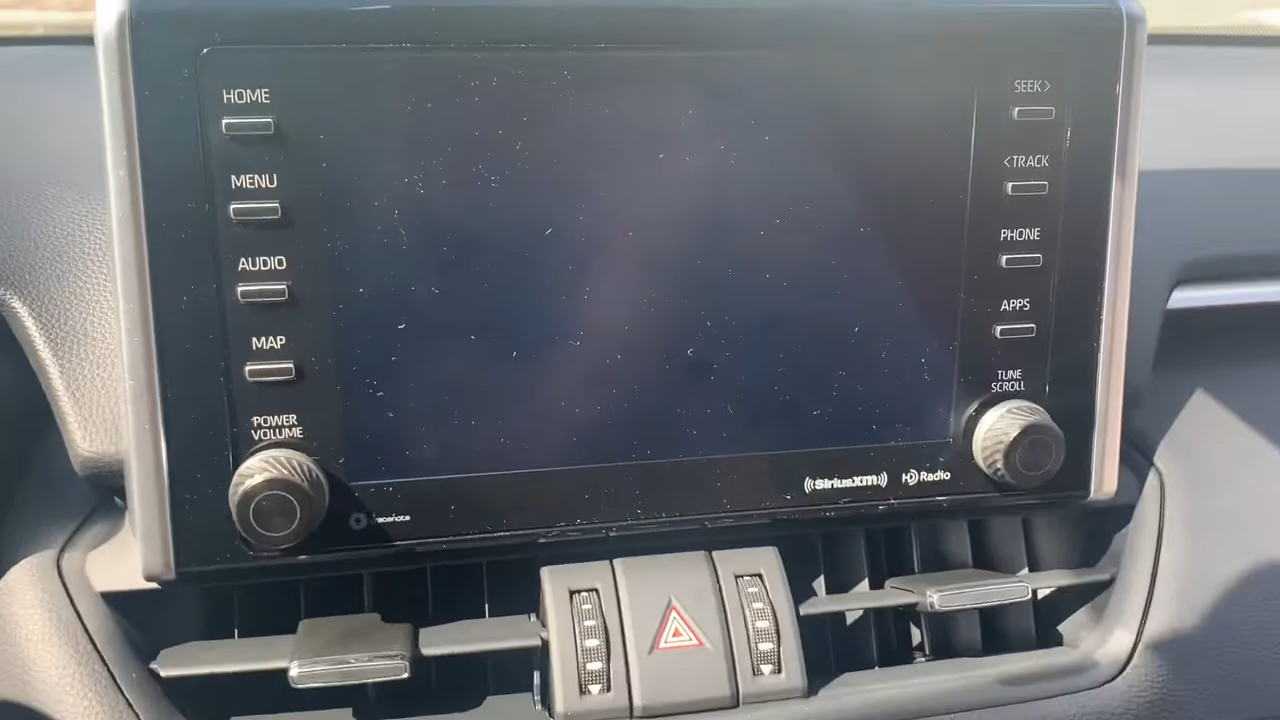 HOME
MENU
AUDIO
MAP
POWER
VOLUME
SEEK>
<TRACK
PHONE
APPS
TUNE
SCROLL
SiriusXM
HD Radio